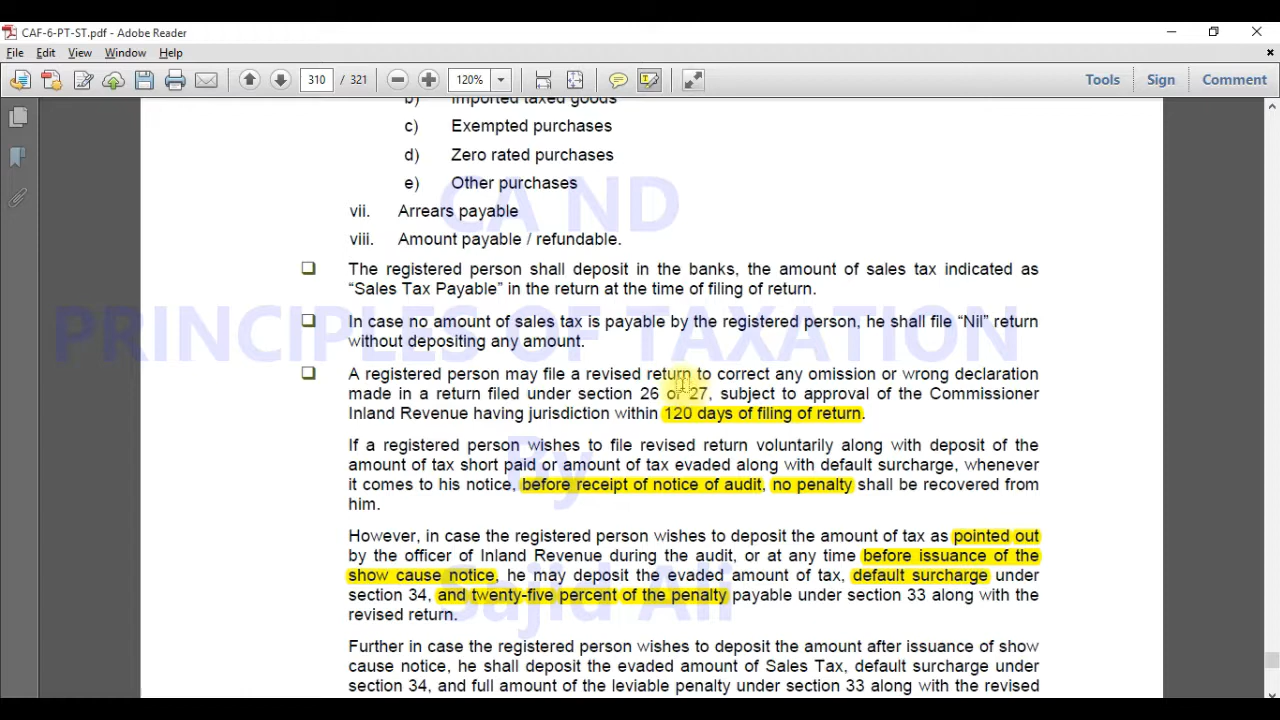 CAF-6-PT-ST.pdf - Adobe Reader
File Edit View Window Help
310 / 321 120% Tools Sign Comment
b) Imported taxed goods
c) Exempted purchases
d) Zero rated purchases
e) Other purchases
vii. Arrears payable
viii. Amount payable / refundable.
The registered person shall deposit in the banks, the amount of sales tax indicated as
“Sales Tax Payable” in the return at the time of filing of return.
In case no amount of sales tax is payable by the registered person, he shall file “Nil” return
without depositing any amount.
A registered person may file a revised return to correct any omission or wrong declaration
made in a return filed under section 26 or 27, subject to approval of the Commissioner
Inland Revenue having jurisdiction within 120 days of filing of return.
If a registered person wishes to file revised return voluntarily along with deposit of the
amount of tax short paid or amount of tax evaded along with default surcharge, whenever
it comes to his notice, before receipt of notice of audit, no penalty shall be recovered from
him.
However, in case the registered person wishes to deposit the amount of tax as pointed out
by the officer of Inland Revenue during the audit, or at any time before issuance of the
show cause notice, he may deposit the evaded amount of tax, default surcharge under
section 34, and twenty-five percent of the penalty payable under section 33 along with the
revised return.
Further in case the registered person wishes to deposit the amount after issuance of show
cause notice, he shall deposit the evaded amount of Sales Tax, default surcharge under
section 34, and full amount of the leviable penalty under section 33 along with the revised
CA ND
PRINCIPLES OF TAXATION
By
Sajid Ali